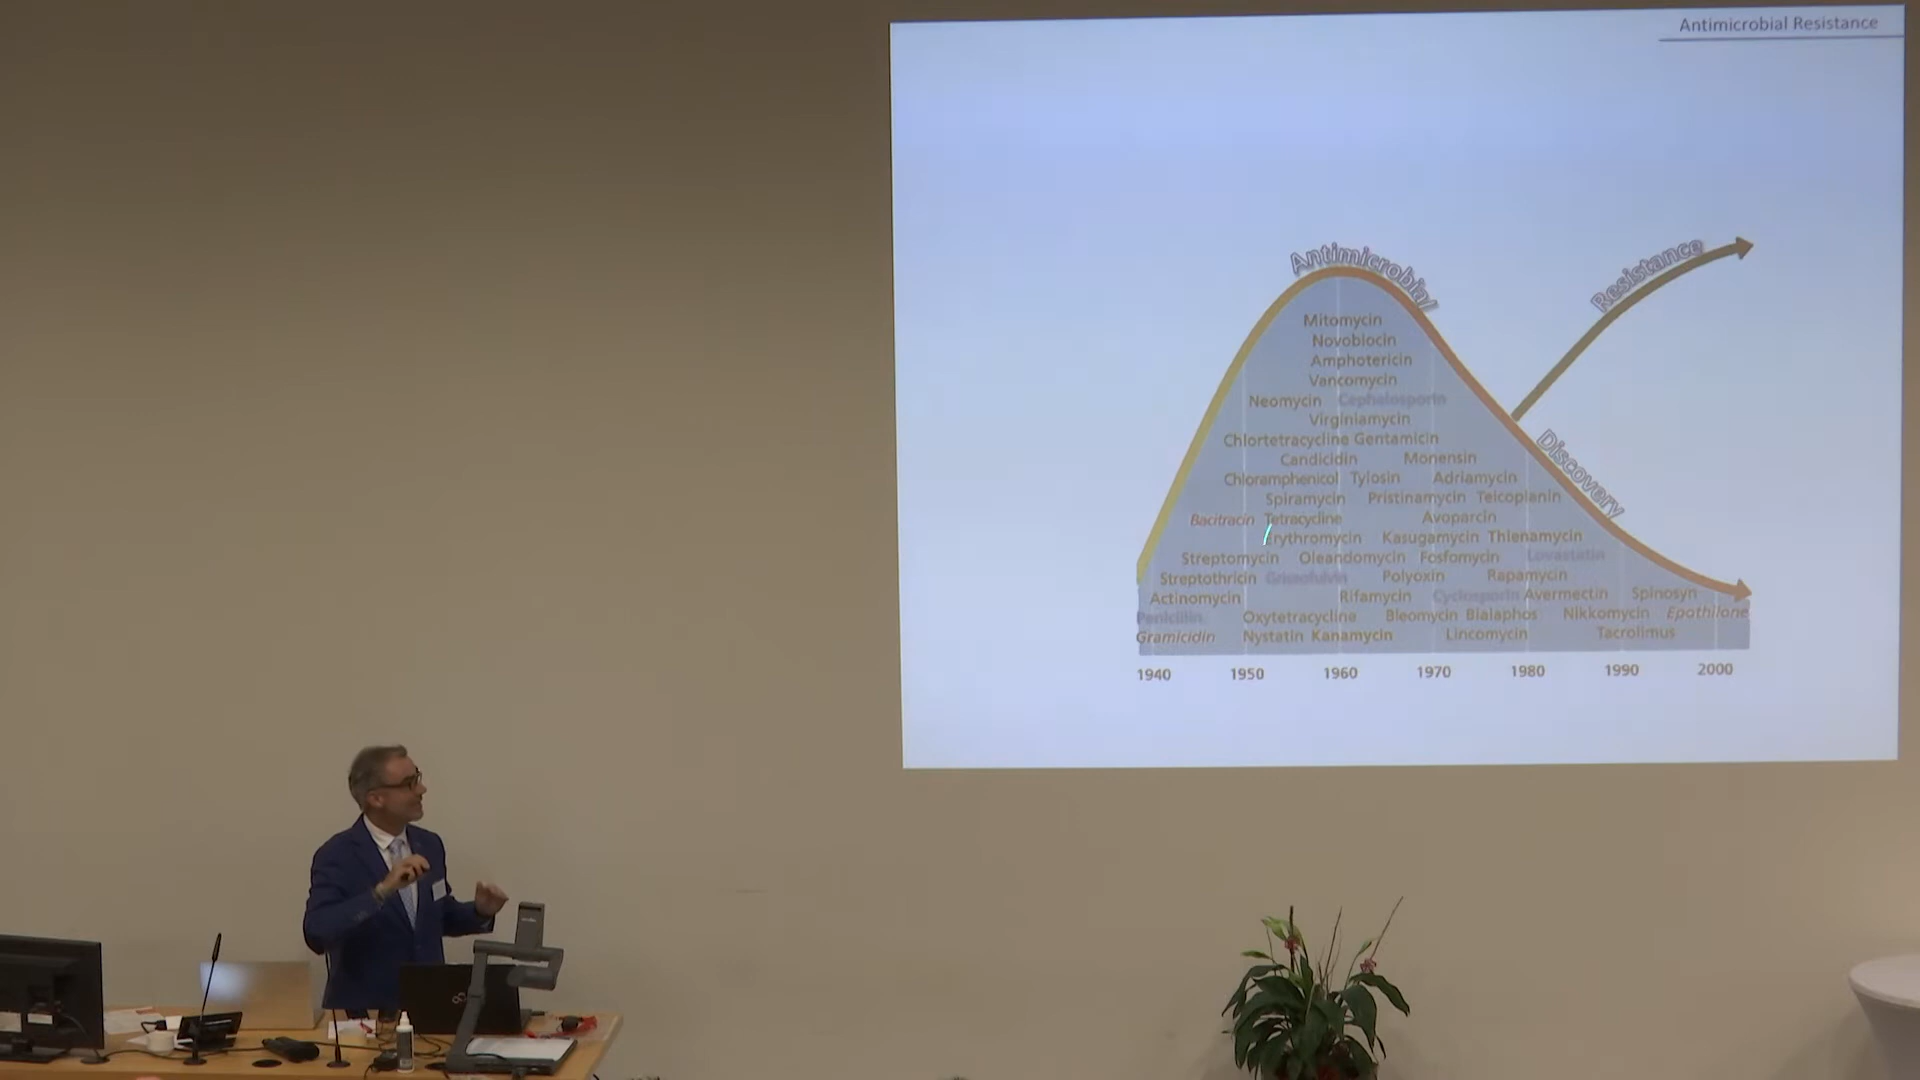 Antimicrobial Resistance
Antimicrobial
Resistance
Discovery
Mitomycin
Novobiocin
Amphotericin
Vancomycin
Neomycin Cephalosporin
Virginiamycin
Chlortetracycline Gentamicin
Candicidin Monensin
Chloramphenicol Tylosin Adriamycin
Spiramycin Pristinamycin Teicoplanin
Bacitracin Tetracycline Avoparcin
Erythromycin Kasugamycin Thienamycin
Streptomycin Oleandomycin Fosfomycin Lovastatin
Streptothricin Griseofulvin Polyoxin Rapamycin
Actinomycin Rifamycin Cyclosporin Avermectin Spinosyn
Penicillin Oxytetracycline Bleomycin Bialaphos Nikkomycin Epothilone
Gramicidin Nystatin Kanamycin Lincomycin Tacrolimus
1940 1950 1960 1970 1980 1990 2000